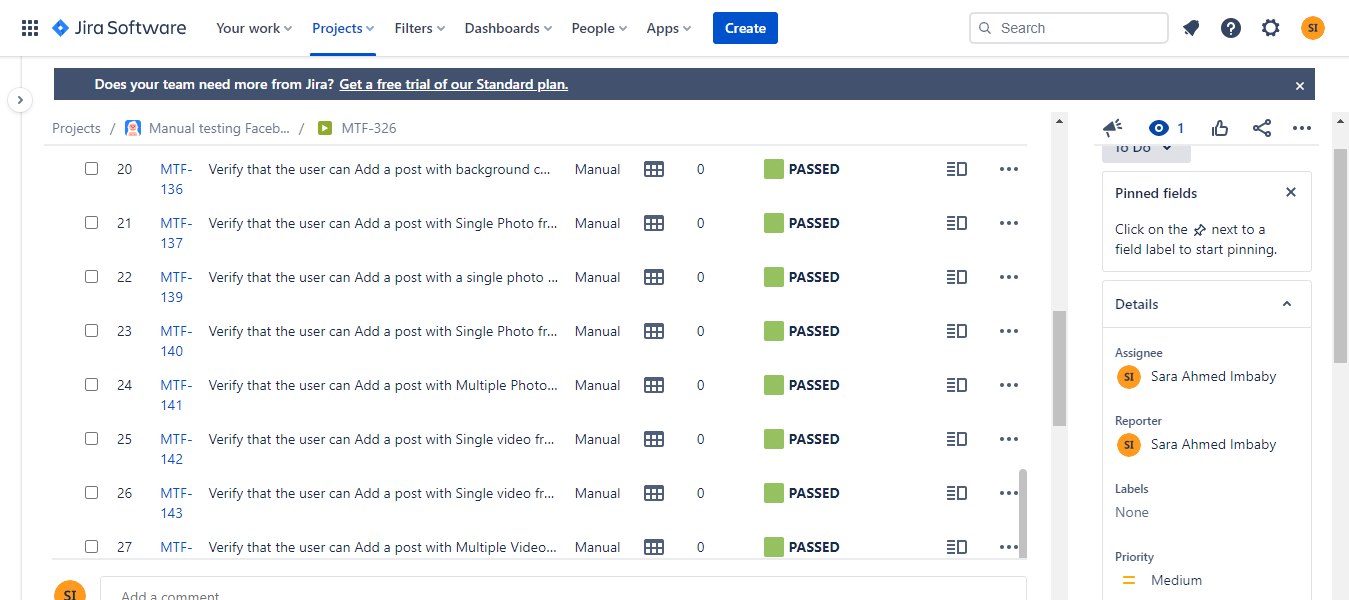 Jira Software Your work Projects Filters Dashboards People Apps Create Search SI
Does your team need more from Jira? Get a free trial of our Standard plan.
Projects / Manual testing Faceb... / MTF-326
1
20 MTF-136 Verify that the user can Add a post with background c... Manual 0 PASSED
21 MTF-137 Verify that the user can Add a post with Single Photo fr... Manual 0 PASSED
22 MTF-139 Verify that the user can Add a post with a single photo ... Manual 0 PASSED
23 MTF-140 Verify that the user can Add a post with Single Photo fr... Manual 0 PASSED
24 MTF-141 Verify that the user can Add a post with Multiple Photo... Manual 0 PASSED
25 MTF-142 Verify that the user can Add a post with Single video fr... Manual 0 PASSED
26 MTF-143 Verify that the user can Add a post with Single video fr... Manual 0 PASSED
27 MTF- Verify that the user can Add a post with Multiple Video... Manual 0 PASSED
SI Add a comment
To Do
Pinned fields
Click on the next to a
field label to start pinning.
Details
Assignee
SI Sara Ahmed Imbaby
Reporter
SI Sara Ahmed Imbaby
Labels
None
Priority
Medium